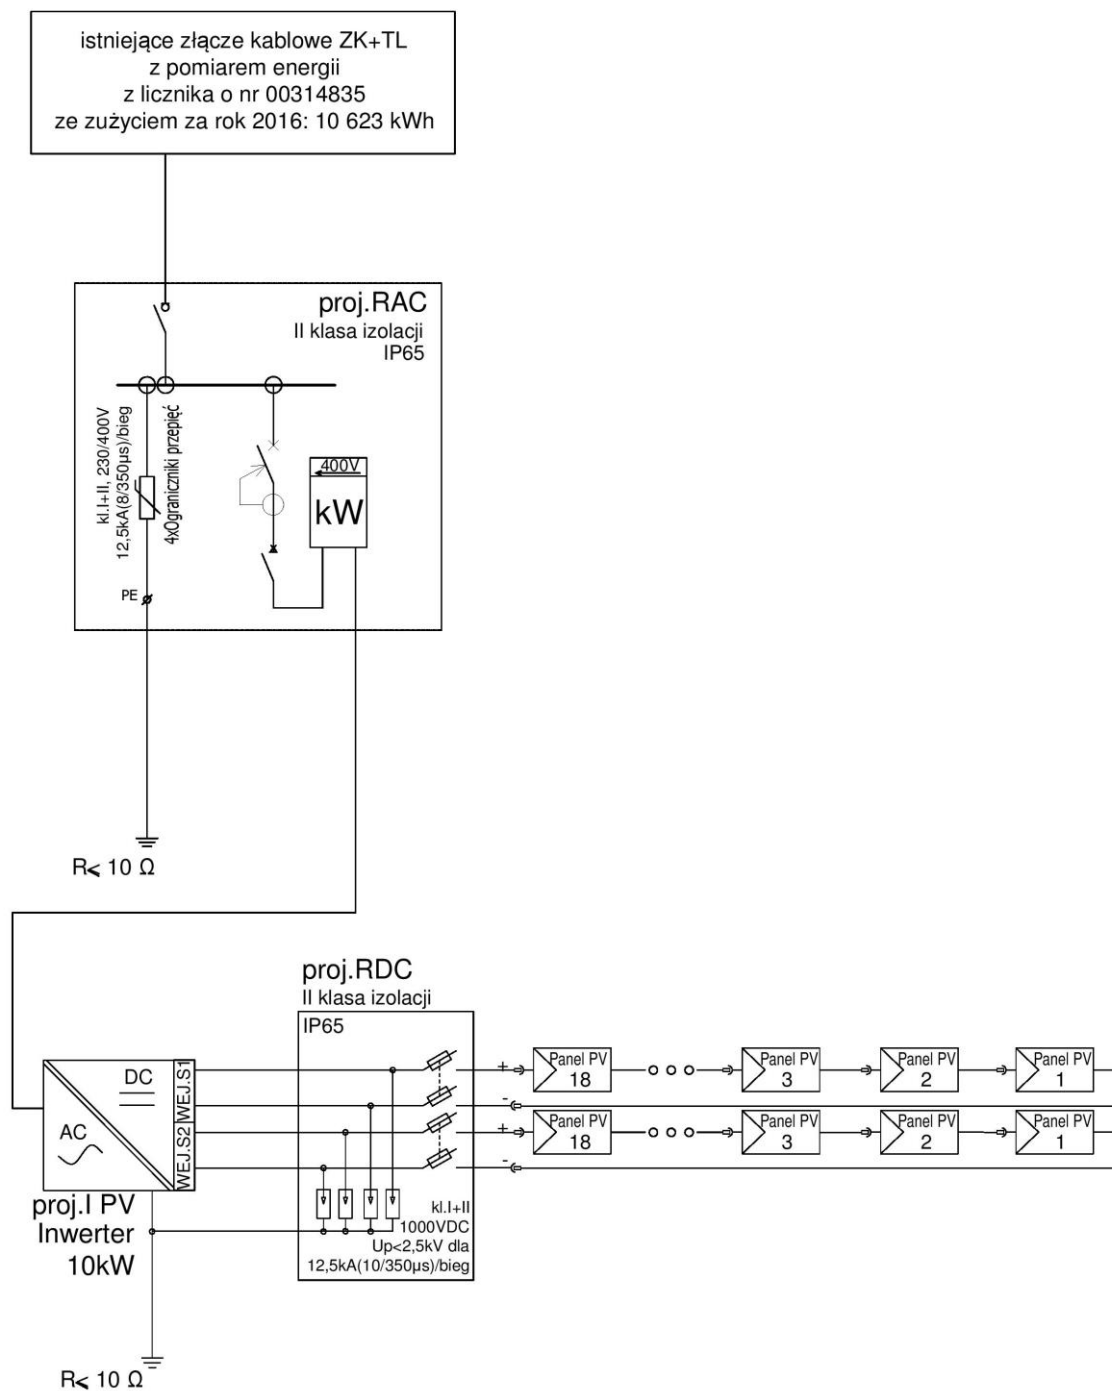 istniejące złącze kablowe ZK+TL
z pomiarem energii
z licznika o nr 00314835
ze zużyciem za rok 2016: 10 623 kWh
proj.RAC
II klasa izolacji
IP65
kl.I+II, 230/400V
12,5kA(8/350µs)/bieg
4xOgraniczniki przepięć
400V
kW
PE
R⩽ 10 Ω
proj.RDC
II klasa izolacji
IP65
DC
AC
WEJ.S1
WEJ.S2
proj.I PV
Inwerter
10kW
kl.I+II
1000VDC
Up<2,5kV dla
12,5kA(10/350µs)/bieg
+
Panel PV
18
Panel PV
3
Panel PV
2
Panel PV
1
-
+
Panel PV
18
Panel PV
3
Panel PV
2
Panel PV
1
-
R⩽ 10 Ω